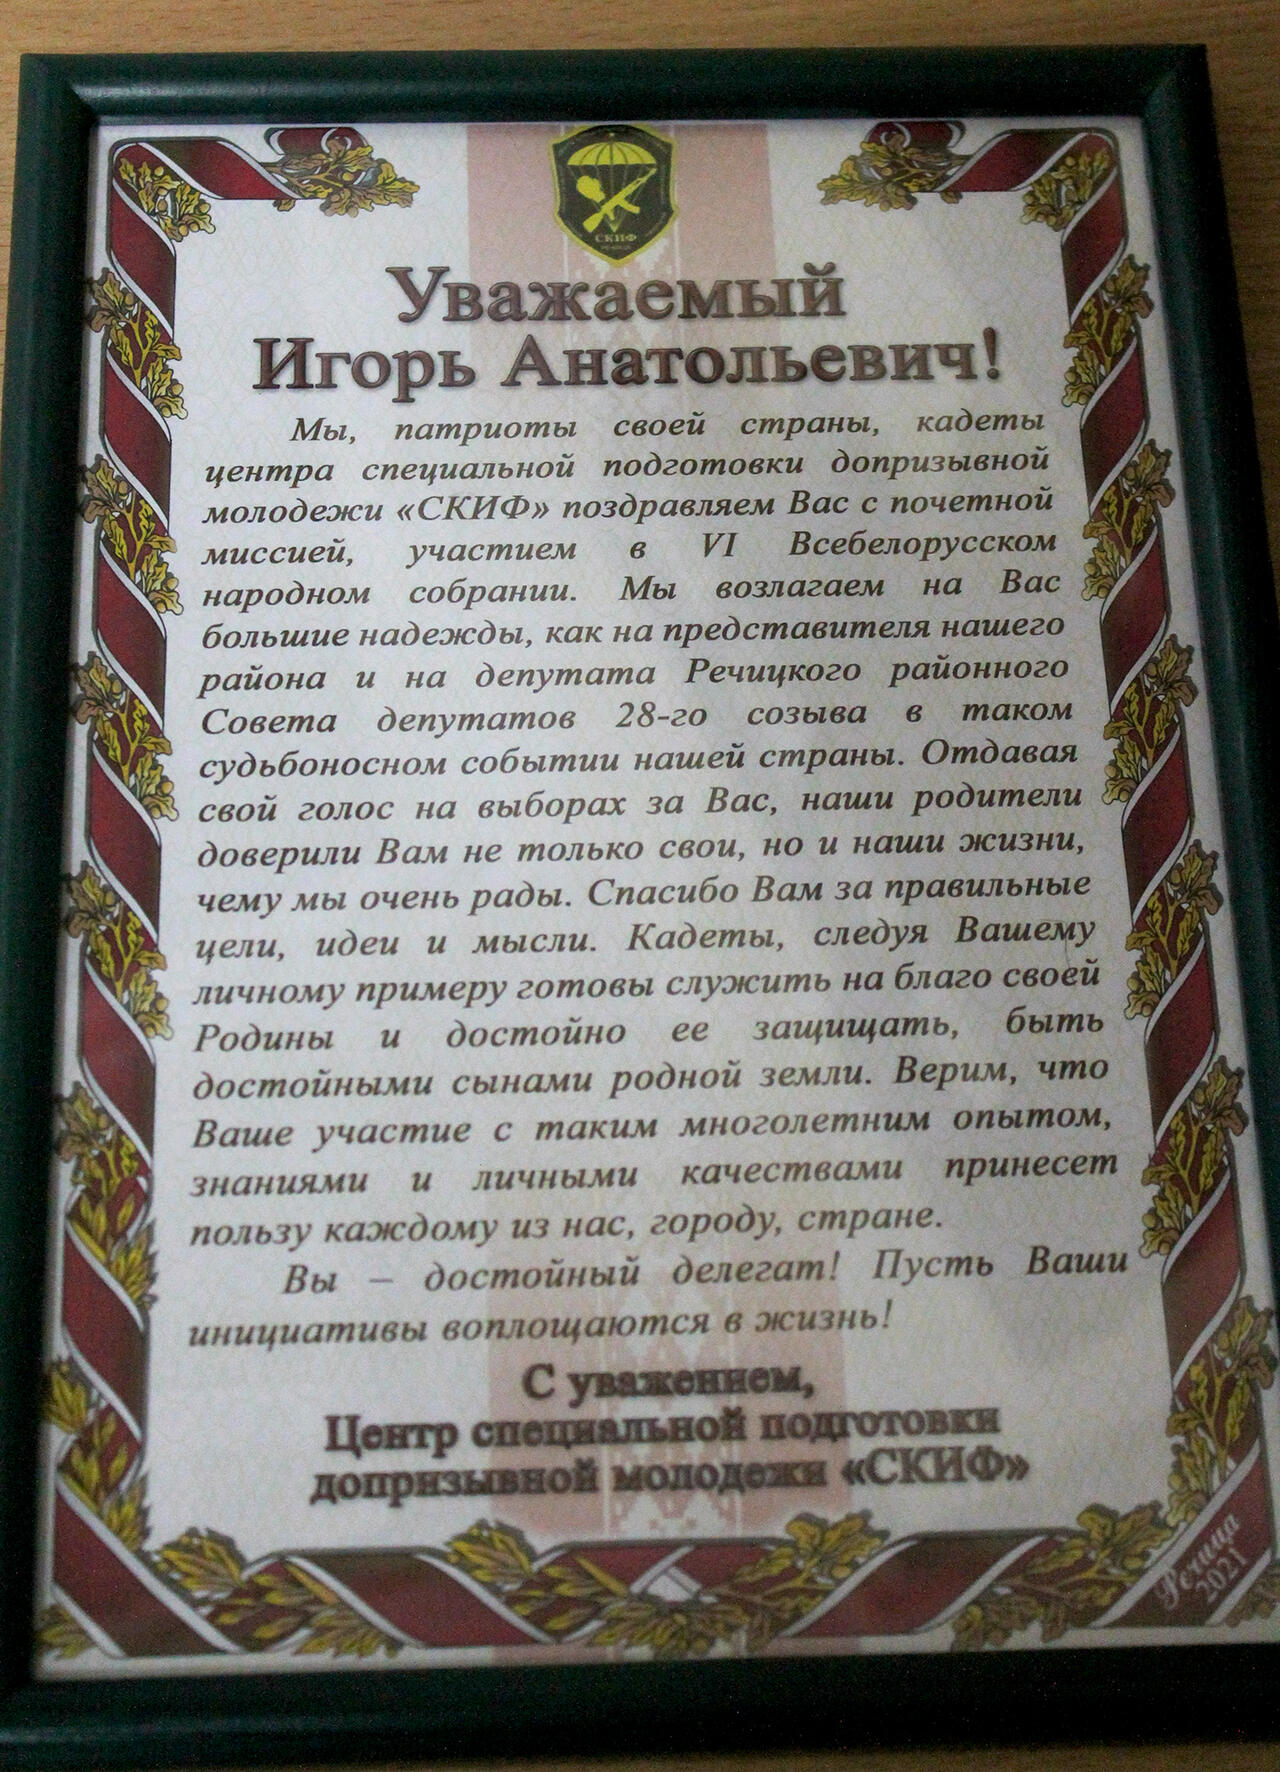 СКИФ
Уважаемый
Игорь Анатольевич!
Мы, патриоты своей страны, кадеты
центра специальной подготовки допризывной
молодежи «СКИФ» поздравляем Вас с почетной
миссией, участием в VI Всебелорусском
народном собрании. Мы возлагаем на Вас
большие надежды, как на представителя нашего
района и на депутата Речицкого районного
Совета депутатов 28-го созыва в таком
судьбоносном событии нашей страны. Отдавая
свой голос на выборах за Вас, наши родители
доверили Вам не только свои, но и наши жизни,
чему мы очень рады. Спасибо Вам за правильные
цели, идеи и мысли. Кадеты, следуя Вашему
личному примеру готовы служить на благо своей
Родины и достойно ее защищать, быть
достойными сынами родной земли. Верим, что
Ваше участие с таким многолетним опытом,
знаниями и личными качествами принесет
пользу каждому из нас, городу, стране.
Вы – достойный делегат! Пусть Ваши
инициативы воплощаются в жизнь!
С уважением,
Центр специальной подготовки
допризывной молодежи «СКИФ»
Речица
2021